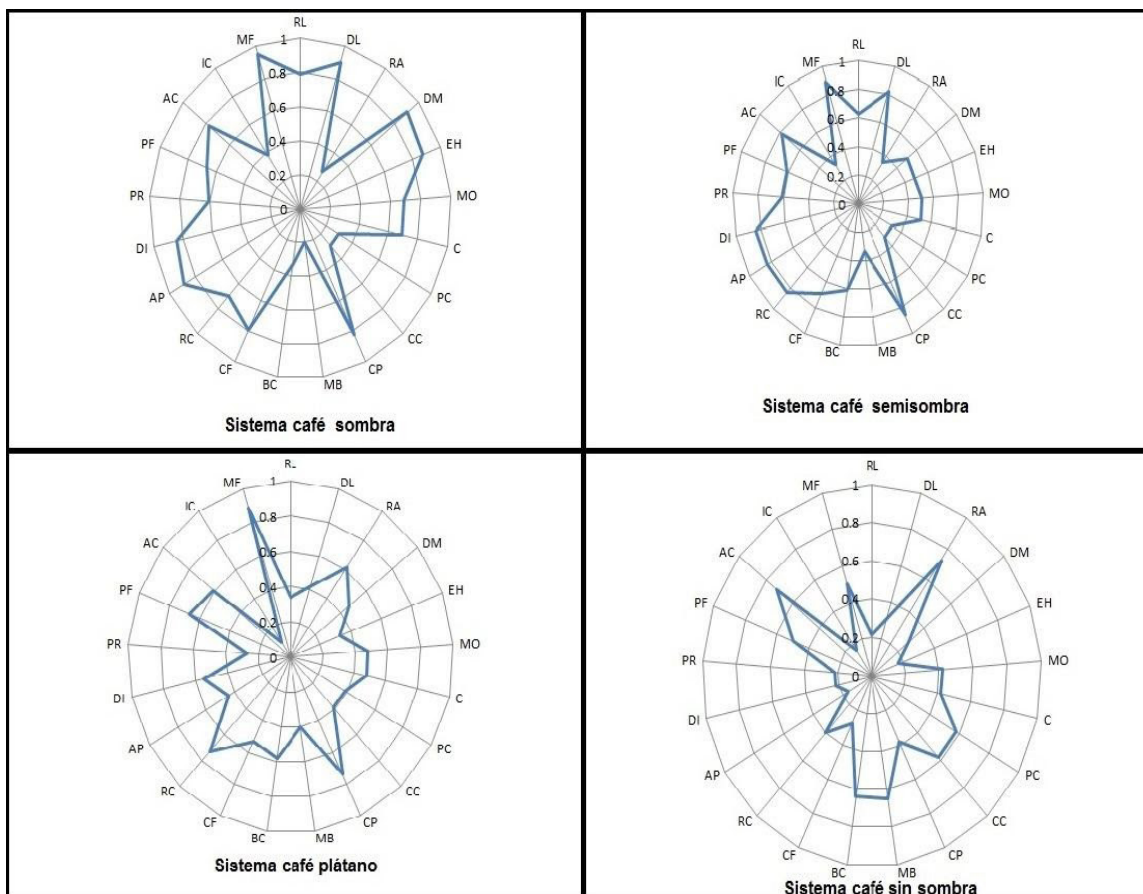 RL
MF
1
DL
IC
RA
0.8
AC
DM
0.6
PF
0.4
EH
0.2
PR
0
MO
DI
C
AP
PC
RC
CC
CF
CP
BC
MB
Sistema café sombra
RL
MF
1
DL
IC
RA
0.8
AC
DM
0.6
PF
0.4
EH
0.2
PR
0
MO
DI
C
AP
PC
RC
CC
CF
CP
BC
MB
Sistema café semisombra
RL
MF
1
DL
IC
RA
0.8
AC
DM
0.6
PF
0.4
EH
0.2
PR
0
MO
DI
C
AP
PC
RC
CC
CF
CP
BC
MB
Sistema café plátano
RL
MF
1
DL
IC
RA
0.8
AC
DM
0.6
PF
0.4
EH
0.2
PR
0
MO
DI
C
AP
PC
RC
CC
CF
CP
BC
MB
Sistema café sin sombra